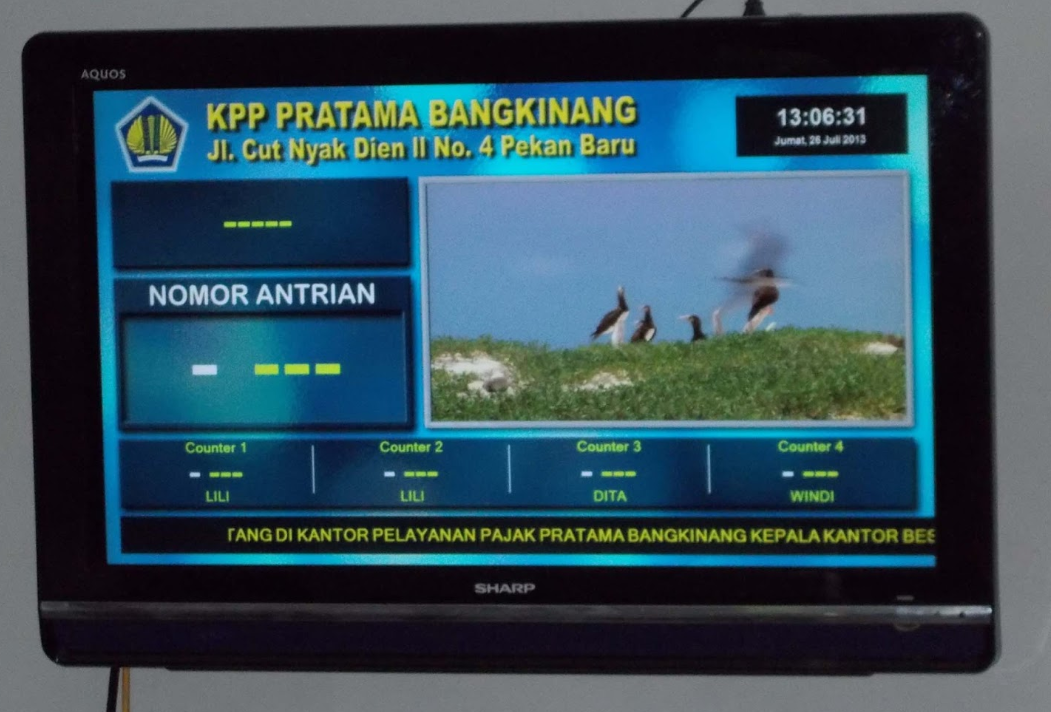 AQUOS
KPP PRATAMA BANGKINANG
Jl. Cut Nyak Dien II No. 4 Pekan Baru
13:06:31
Jumat, 26 Juli 2013
-----
NOMOR ANTRIAN
- ---
Counter 1
- ---
LILI
Counter 2
- ---
LILI
Counter 3
- ---
DITA
Counter 4
- ---
WINDI
TANG DI KANTOR PELAYANAN PAJAK PRATAMA BANGKINANG KEPALA KANTOR BES
SHARP